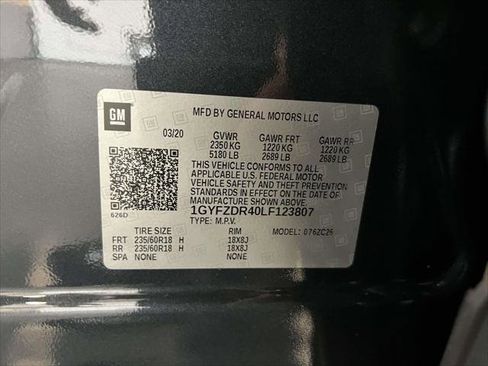 GM
MFD BY GENERAL MOTORS LLC
03/20 GVWR GAWR FRT GAWR RR
2350 KG 1220 KG 1220 KG
5180 LB 2689 LB 2689 LB
THIS VEHICLE CONFORMS TO ALL
APPLICABLE U.S. FEDERAL MOTOR
VEHICLE SAFETY AND THEFT PREVENTION
STANDARDS IN EFFECT ON THE DATE OF
MANUFACTURE SHOWN ABOVE.
1GYFZDR40LF123807
626D TYPE: M.P.V. MODEL: 076ZC26
TIRE SIZE RIM
FRT 235/60R18 H 18X8J
RR 235/60R18 H 18X8J
SPA NONE NONE